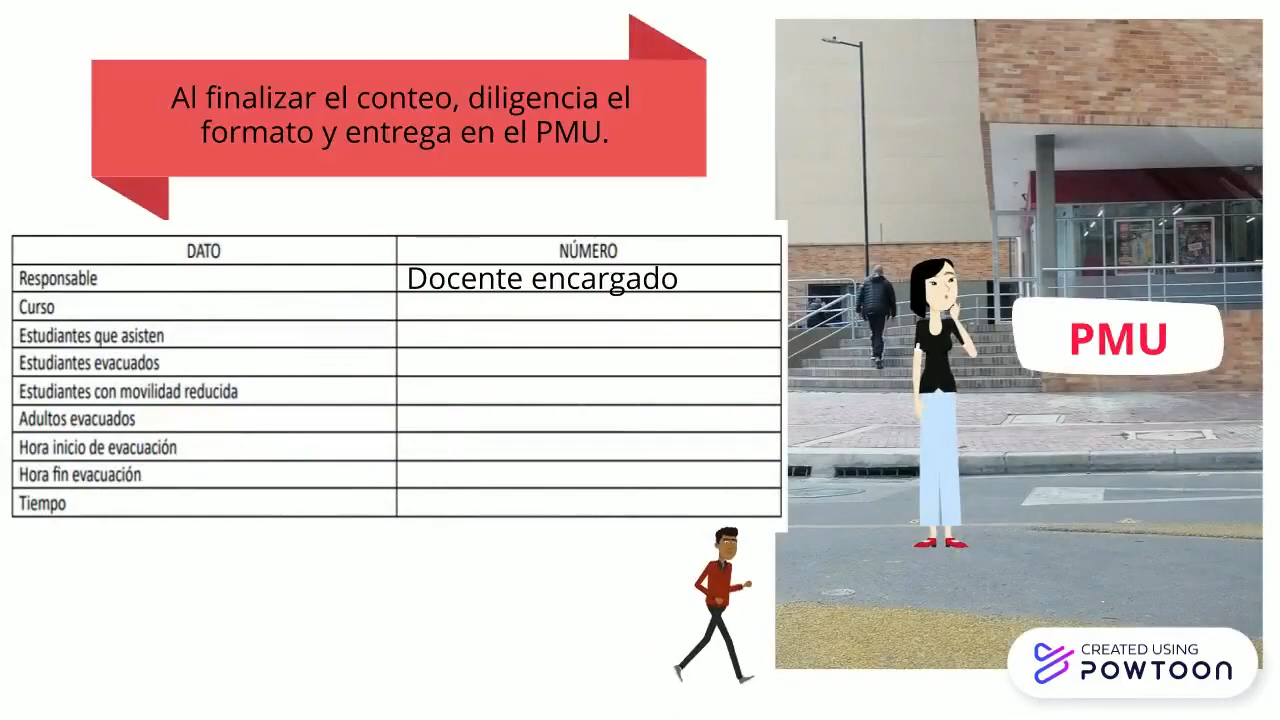 Al finalizar el conteo, diligencia el
formato y entrega en el PMU.
DATO NÚMERO
Responsable Docente encargado
Curso
Estudiantes que asisten
Estudiantes evacuados
Estudiantes con movilidad reducida
Adultos evacuados
Hora inicio de evacuación
Hora fin evacuación
Tiempo
PMU
CREATED USING
POWTOON